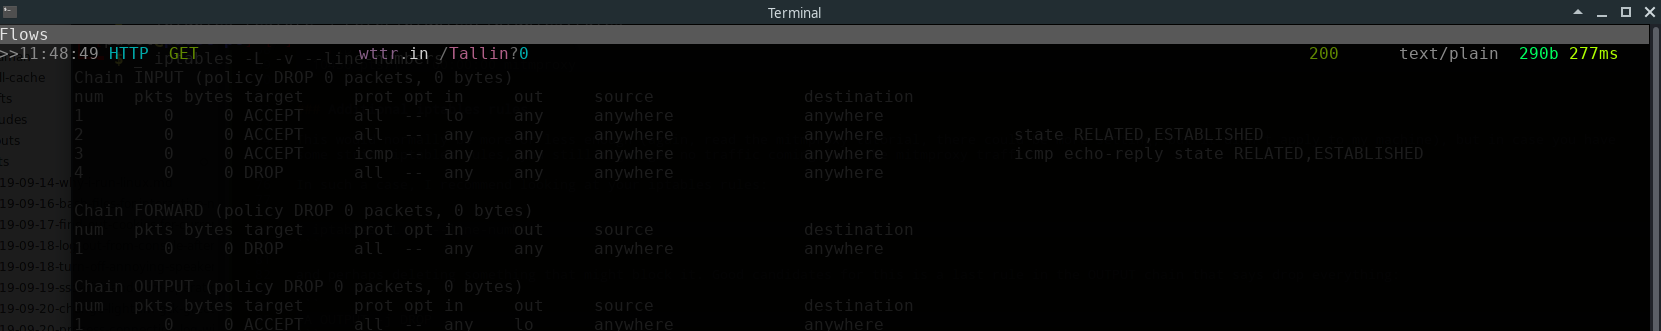 Terminal
Flows
>>11:48:49 HTTP GET wttr.in /Tallin?0 200 text/plain 290b 277ms
iptables -L -v --line-numbers
ll-cache
Chain INPUT (policy DROP 0 packets, 0 bytes)
num pkts bytes target prot opt in out source destination
1 0 0 ACCEPT all -- lo any anywhere anywhere
2 0 0 ACCEPT all -- any any anywhere anywhere state RELATED,ESTABLISHED
3 0 0 ACCEPT icmp -- any any anywhere anywhere icmp echo-reply state RELATED,ESTABLISHED
4 0 0 DROP all -- any any anywhere anywhere
19-09-14-w
19-09-16-ba
Chain FORWARD (policy DROP 0 packets, 0 bytes)
19-09-17-fir
num pkts bytes target prot opt in out source destination
19-09-18-lo
1 0 0 DROP all -- any any anywhere anywhere
19-09-18-tu
19-09-19-ss
Chain OUTPUT (policy DROP 0 packets, 0 bytes)
19-09-20-ch
num pkts bytes target prot opt in out source destination
1 0 0 ACCEPT all -- any lo anywhere anywhere